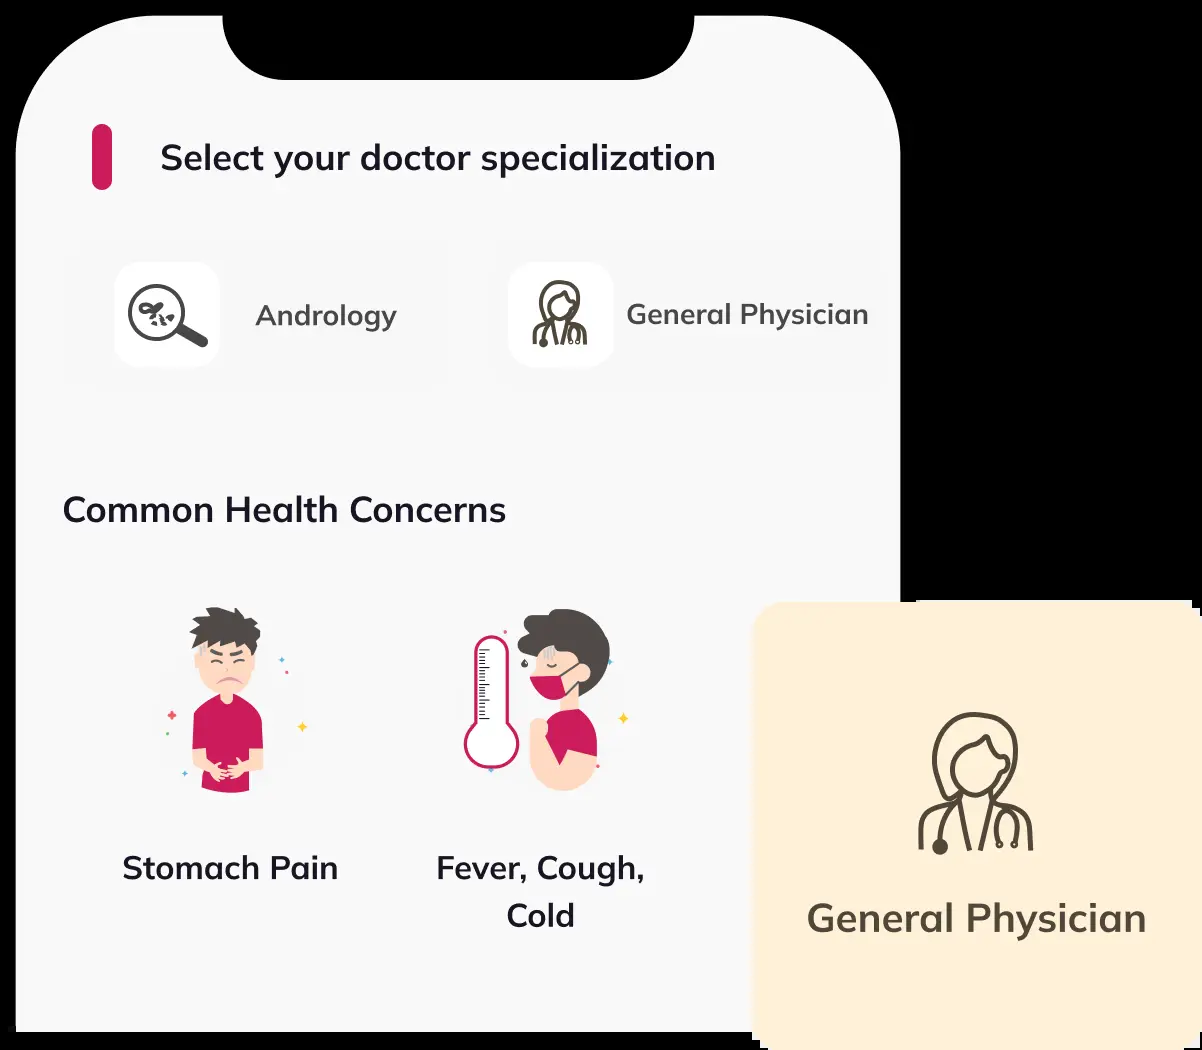 Select your doctor specialization
Andrology
General Physician
Common Health Concerns
Stomach Pain
Fever, Cough,
Cold
General Physician